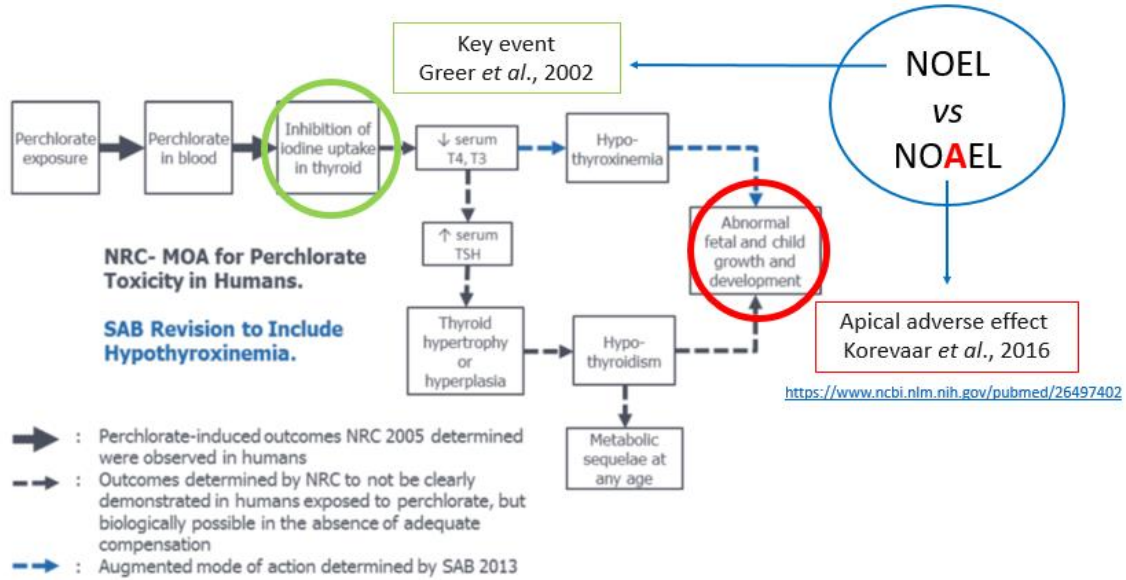 Key event
Greer et al., 2002
NOEL
vs
NOAEL
Perchlorate
exposure
Perchlorate
in blood
Inhibition of
iodine uptake
in thyroid
↓ serum
T4, T3
Hypo-
thyroxinemia
Abnormal
fetal and child
growth and
development
↑ serum
TSH
NRC- MOA for Perchlorate
Toxicity in Humans.
SAB Revision to Include
Hypothyroxinemia.
Thyroid
hypertrophy
or
hyperplasia
Hypo-
thyroidism
Metabolic
sequelae at
any age
Apical adverse effect
Korevaar et al., 2016
https://www.ncbi.nlm.nih.gov/pubmed/26497402
: Perchlorate-induced outcomes NRC 2005 determined
were observed in humans
: Outcomes determined by NRC to not be clearly
demonstrated in humans exposed to perchlorate, but
biologically possible in the absence of adequate
compensation
: Augmented mode of action determined by SAB 2013